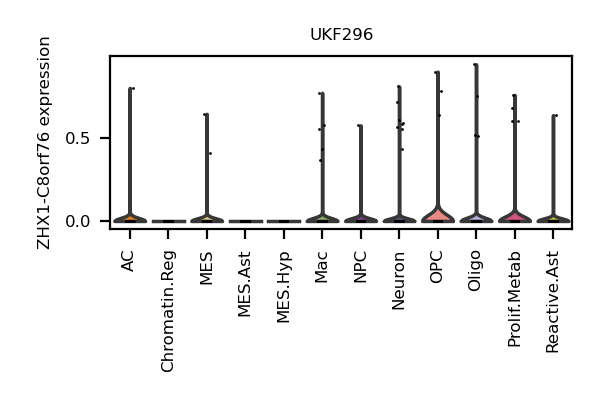 UKF296
ZHX1-C8orf76 expression
0.5
0.0
AC
Chromatin.Reg
MES
MES.Ast
MES.Hyp
Mac
NPC
Neuron
OPC
Oligo
Prolif.Metab
Reactive.Ast